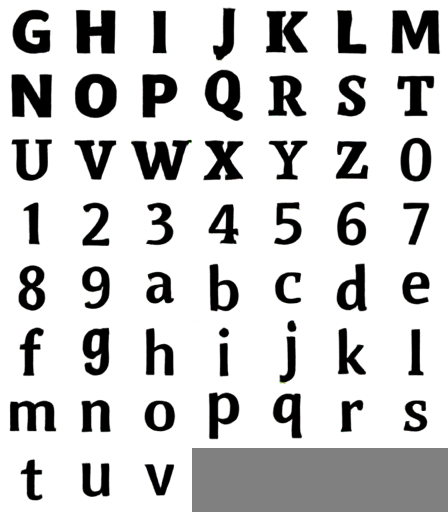 G H I J K L M
N O P Q R S T
U V W X Y Z 0
1 2 3 4 5 6 7
8 9 a b c d e
f g h i j k l
m n o p q r s
t u v